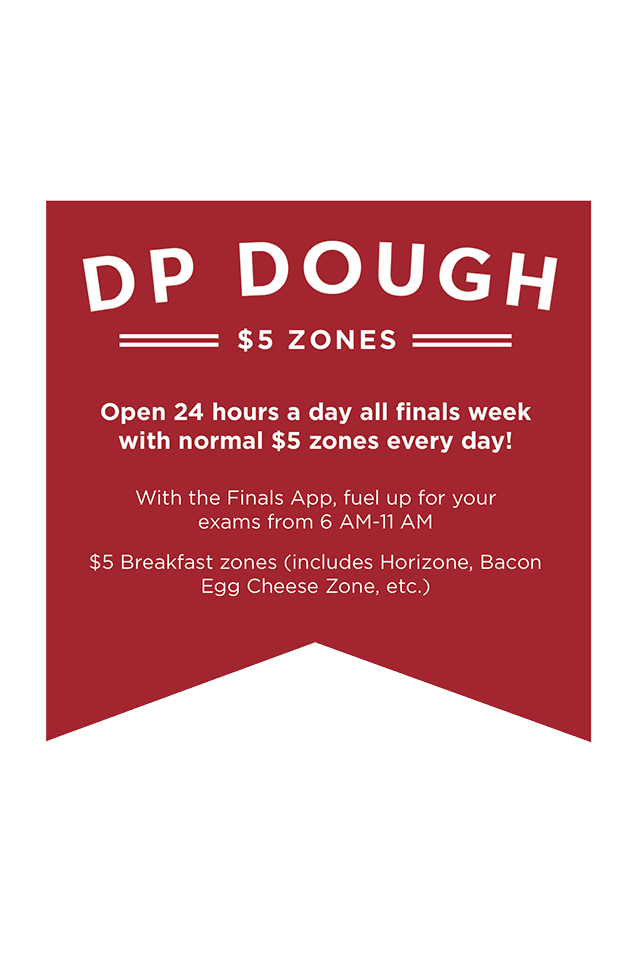 DP DOUGH
$5 ZONES
Open 24 hours a day all finals week
with normal $5 zones every day!
With the Finals App, fuel up for your
exams from 6 AM-11 AM
$5 Breakfast zones (includes Horizone, Bacon
Egg Cheese Zone, etc.)